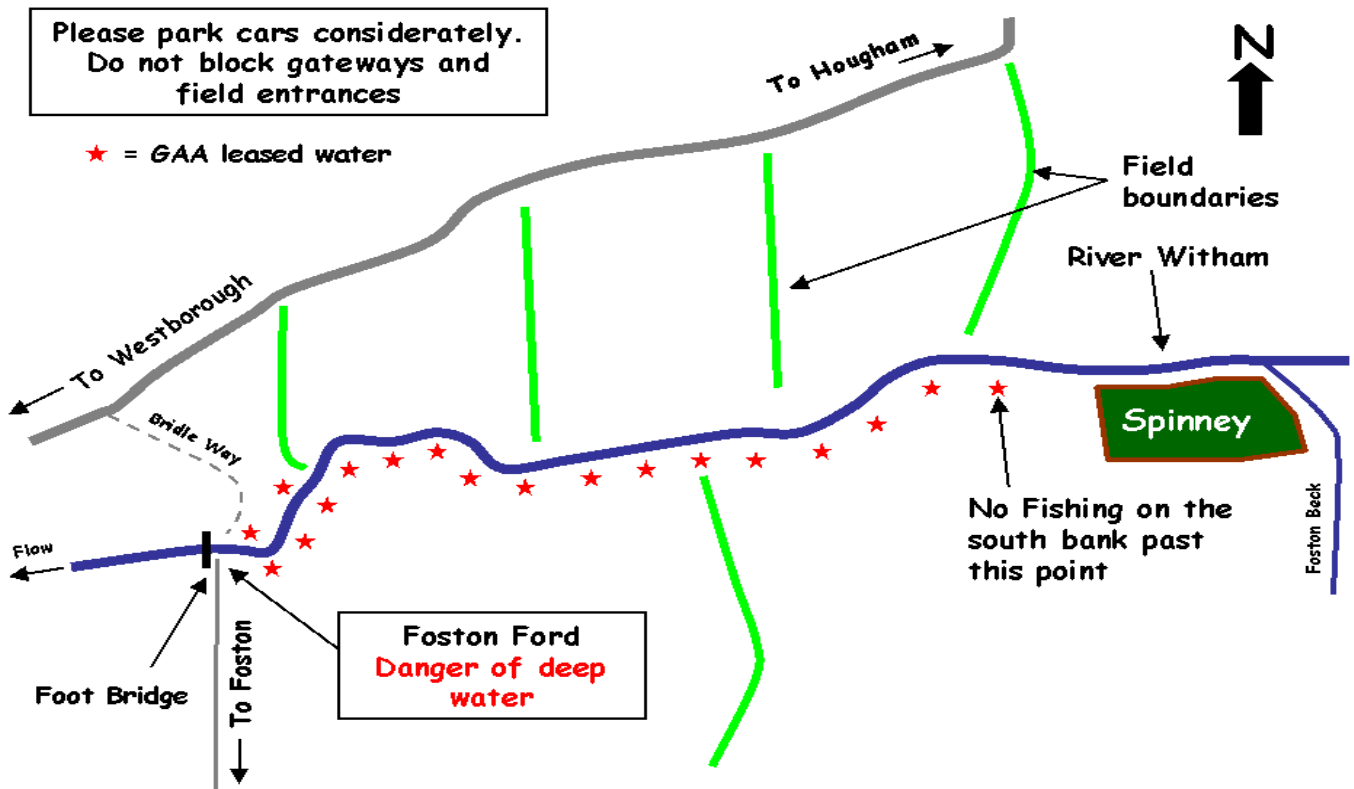 Please park cars considerately.
Do not block gateways and
field entrances
= GAA leased water
To Hougham
N
Field
boundaries
River Witham
To Westborough
Bridle Way
Spinney
No Fishing on the
south bank past
this point
Foston Beck
Flow
Foston Ford
Danger of deep
water
Foot Bridge
To Foston